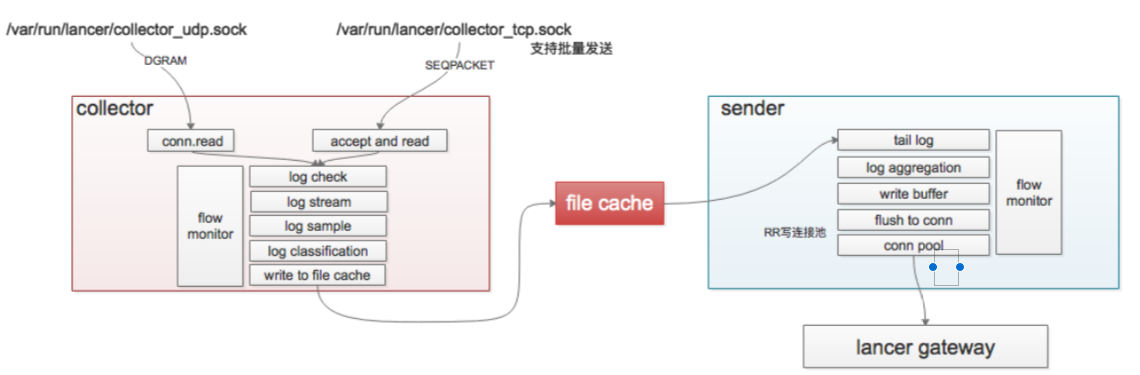 /var/run/lancer/collector_udp.sock
/var/run/lancer/collector_tcp.sock
支持批量发送
DGRAM
SEQPACKET
collector
conn.read
accept and read
flow
monitor
log check
log stream
log sample
log classification
write to file cache
file cache
sender
tail log
log aggregation
write buffer
flush to conn
conn pool
flow
monitor
RR写连接池
lancer gateway